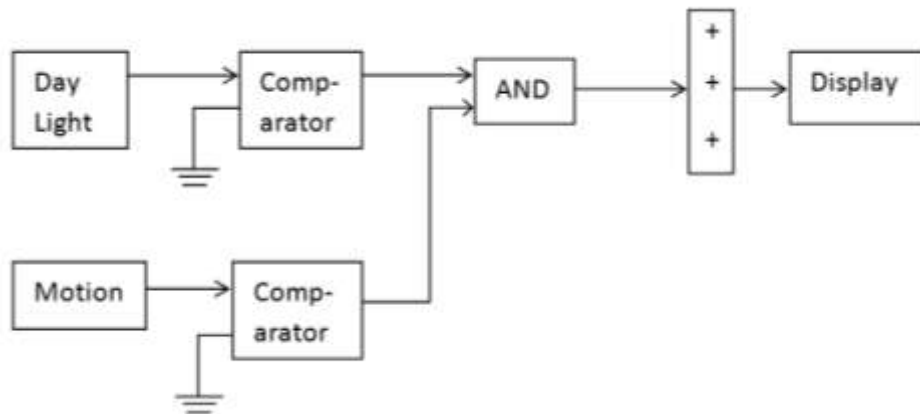 Day
Light
Comp-
arator
AND
+
+
+
Display
Motion
Comp-
arator